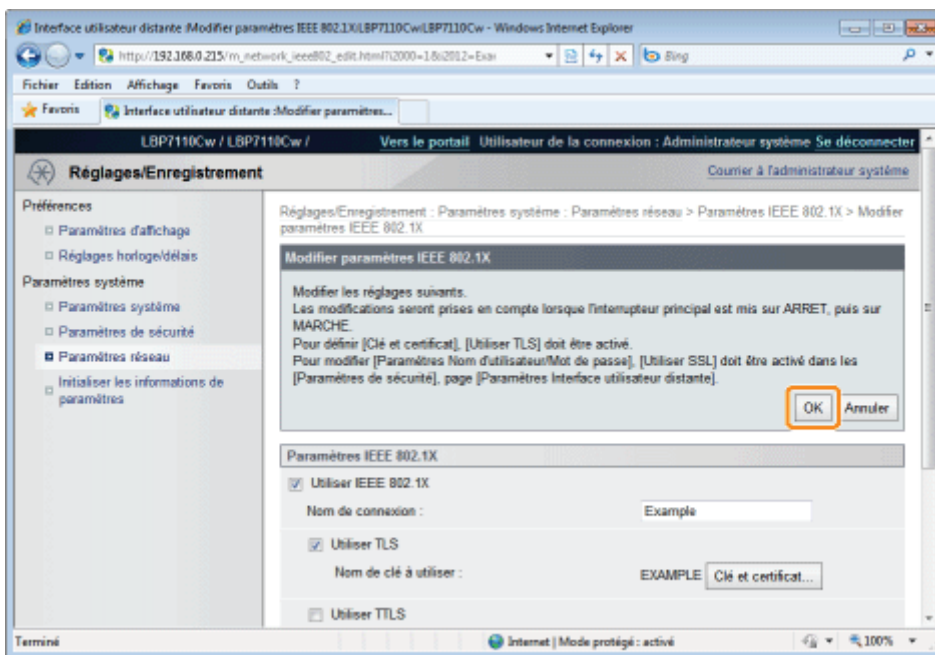 Interface utilisateur distante :Modifier paramètres IEEE 802.1X:LBP7110Cw:LBP7110Cw - Windows Internet Explorer
http://192.168.0.215/m_network_ieee802_edit.html?i2000=1&i2012=Exar
Bing
Fichier Edition Affichage Favoris Outils ?
Favoris
Interface utilisateur distante :Modifier paramètres...
LBP7110Cw / LBP7110Cw /
Vers le portail Utilisateur de la connexion : Administrateur système Se déconnecter
Réglages/Enregistrement
Courrier à l'administrateur système
Préférences
Paramètres d'affichage
Réglages horloge/délais
Paramètres système
Paramètres système
Paramètres de sécurité
Paramètres réseau
Initialiser les informations de
paramètres
Réglages/Enregistrement : Paramètres système : Paramètres réseau > Paramètres IEEE 802.1X > Modifier
paramètres IEEE 802.1X
Modifier paramètres IEEE 802.1X
Modifier les réglages suivants.
Les modifications seront prises en compte lorsque l'interrupteur principal est mis sur ARRET, puis sur
MARCHE.
Pour définir [Clé et certificat], [Utiliser TLS] doit être activé.
Pour modifier [Paramètres Nom d'utilisateur/Mot de passe], [Utiliser SSL] doit être activé dans les
[Paramètres de sécurité], page [Paramètres Interface utilisateur distante].
OK Annuler
Paramètres IEEE 802.1X
Utiliser IEEE 802.1X
Nom de connexion : Example
Utiliser TLS
Nom de clé à utiliser : EXAMPLE Clé et certificat...
Utiliser TTLS
Terminé
Internet | Mode protégé : activé
100%